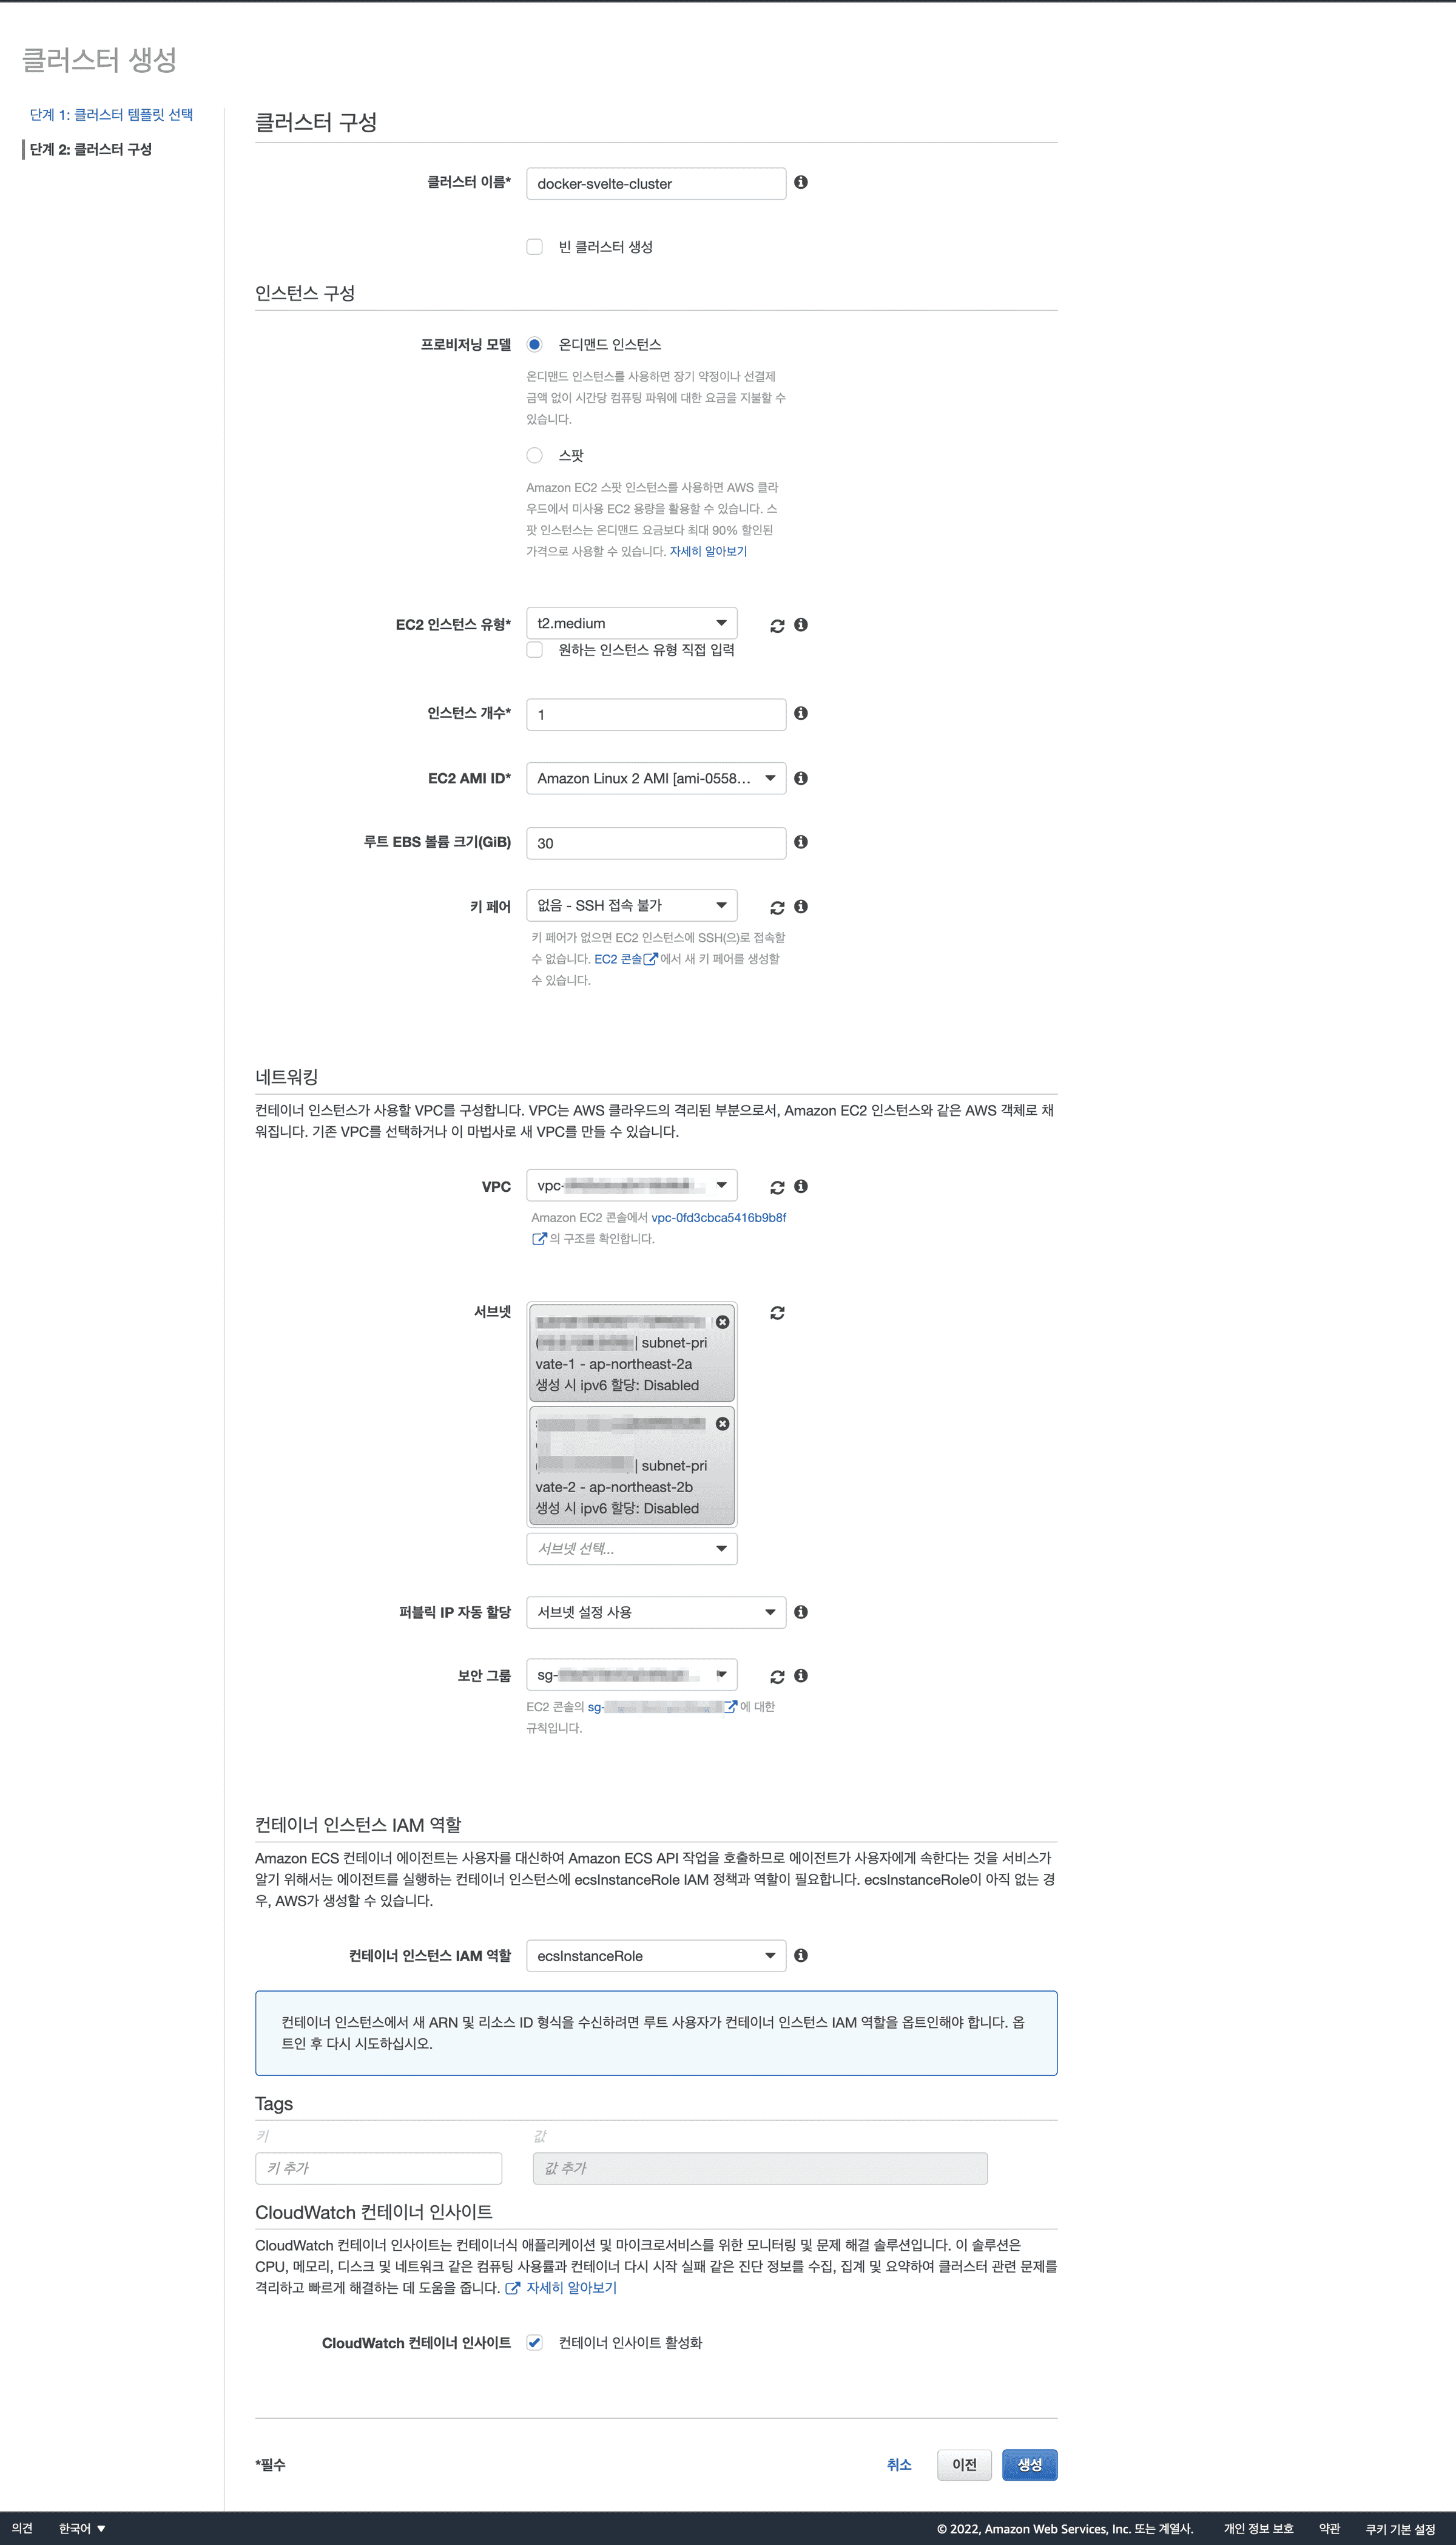 클러스터 생성
단계 1: 클러스터 템플릿 선택
단계 2: 클러스터 구성
클러스터 구성
클러스터 이름* docker-svelte-cluster
빈 클러스터 생성
인스턴스 구성
프로비저닝 모델 온디맨드 인스턴스
온디맨드 인스턴스를 사용하면 장기 약정이나 선결제
금액 없이 시간당 컴퓨팅 파워에 대한 요금을 지불할 수
있습니다.
스팟
Amazon EC2 스팟 인스턴스를 사용하면 AWS 클라
우드에서 미사용 EC2 용량을 활용할 수 있습니다. 스
팟 인스턴스는 온디맨드 요금보다 최대 90% 할인된
가격으로 사용할 수 있습니다. 자세히 알아보기
EC2 인스턴스 유형* t2.medium
원하는 인스턴스 유형 직접 입력
인스턴스 개수* 1
EC2 AMI ID* Amazon Linux 2 AMI [ami-0558...
루트 EBS 볼륨 크기(GiB) 30
키 페어 없음 - SSH 접속 불가
키 페어가 없으면 EC2 인스턴스에 SSH(으)로 접속할
수 없습니다. EC2 콘솔에서 새 키 페어를 생성할
수 있습니다.
네트워킹
컨테이너 인스턴스가 사용할 VPC를 구성합니다. VPC는 AWS 클라우드의 격리된 부분으로서, Amazon EC2 인스턴스와 같은 AWS 객체로 채
워집니다. 기존 VPC를 선택하거나 이 마법사로 새 VPC를 만들 수 있습니다.
VPC vpc-
Amazon EC2 콘솔에서 vpc-0fd3cbca5416b9b8f
의 구조를 확인합니다.
서브넷
| subnet-pri
vate-1 - ap-northeast-2a
생성 시 ipv6 할당: Disabled
| subnet-pri
vate-2 - ap-northeast-2b
생성 시 ipv6 할당: Disabled
서브넷 선택...
퍼블릭 IP 자동 할당 서브넷 설정 사용
보안 그룹 sg-
EC2 콘솔의 sg- 에 대한
규칙입니다.
컨테이너 인스턴스 IAM 역할
Amazon ECS 컨테이너 에이전트는 사용자를 대신하여 Amazon ECS API 작업을 호출하므로 에이전트가 사용자에게 속한다는 것을 서비스가
알기 위해서는 에이전트를 실행하는 컨테이너 인스턴스에 ecsInstanceRole IAM 정책과 역할이 필요합니다. ecsInstanceRole이 아직 없는 경
우, AWS가 생성할 수 있습니다.
컨테이너 인스턴스 IAM 역할 ecsInstanceRole
컨테이너 인스턴스에서 새 ARN 및 리소스 ID 형식을 수신하려면 루트 사용자가 컨테이너 인스턴스 IAM 역할을 옵트인해야 합니다. 옵
트인 후 다시 시도하십시오.
Tags
키 값
키 추가 값 추가
CloudWatch 컨테이너 인사이트
CloudWatch 컨테이너 인사이트는 컨테이너식 애플리케이션 및 마이크로서비스를 위한 모니터링 및 문제 해결 솔루션입니다. 이 솔루션은
CPU, 메모리, 디스크 및 네트워크 같은 컴퓨팅 사용률과 컨테이너 다시 시작 실패 같은 진단 정보를 수집, 집계 및 요약하여 클러스터 관련 문제를
격리하고 빠르게 해결하는 데 도움을 줍니다. 자세히 알아보기
CloudWatch 컨테이너 인사이트 컨테이너 인사이트 활성화
*필수 취소 이전 생성
의견 한국어 © 2022, Amazon Web Services, Inc. 또는 계열사. 개인 정보 보호 약관 쿠키 기본 설정